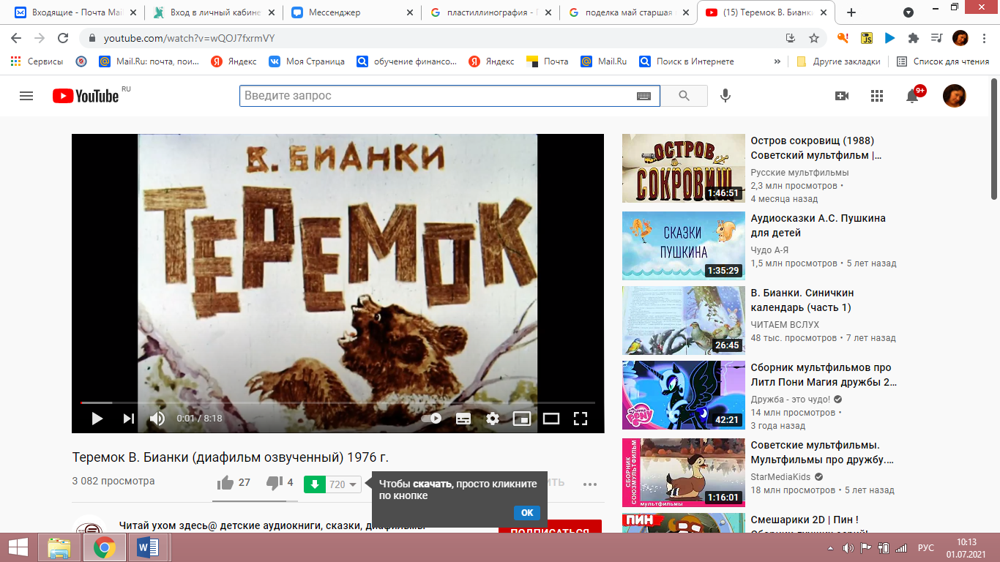 Входящие - Почта Mai
Вход в личный кабине
Мессенджер
пластиллинография - 
поделка май старшая
(15) Теремок В. Бианки
youtube.com/watch?v=wQOJ7fxrmVY
JS
Сервисы
Mail.Ru: почта, пои...
Яндекс
Моя Страница
обучение финансо...
Яндекс
Почта
Mail.Ru
Поиск в Интернете
»
Другие закладки
Список для чтения
YouTube RU
Введите запрос
9+
В. БИАНКИ
ТЕРЕМОК
0:01 / 8:18
Теремок В. Бианки (диафильм озвученный) 1976 г.
3 082 просмотра
27
4
720
ИТЬ
Чтобы скачать, просто кликните
по кнопке
ОК
Читай ухом здесь@ детские аудиокниги, сказки, диафильмы
ПОДПИСАТЬСЯ
ОСТРОВ
СОКРОВИЩ
1:46:51
Остров сокровищ (1988)
Советский мультфильм |...
Русские мультфильмы
2,3 млн просмотров •
4 месяца назад
СКАЗКИ
ПУШКИНА
1:35:29
Аудиосказки А.С. Пушкина
для детей
Чудо А-Я
1,5 млн просмотров • 5 лет назад
26:45
В. Бианки. Синичкин
календарь (часть 1)
ЧИТАЕМ ВСЛУХ
48 тыс. просмотров • 7 лет назад
my little
PONY
42:21
Сборник мультфильмов про
Литл Пони Магия дружбы 2...
Дружба - это чудо!
14 млн просмотров •
3 года назад
СБОРНИК
СОЮЗМУЛЬТФИЛЬМ
мультфильмы
1:16:01
Советские мультфильмы.
Мультфильмы про дружбу....
StarMediaKids
18 млн просмотров • 5 лет назад
ПИН !
Смешарики 2D | Пин !
Сборник лучших серий!
РУС
10:13
01.07.2021